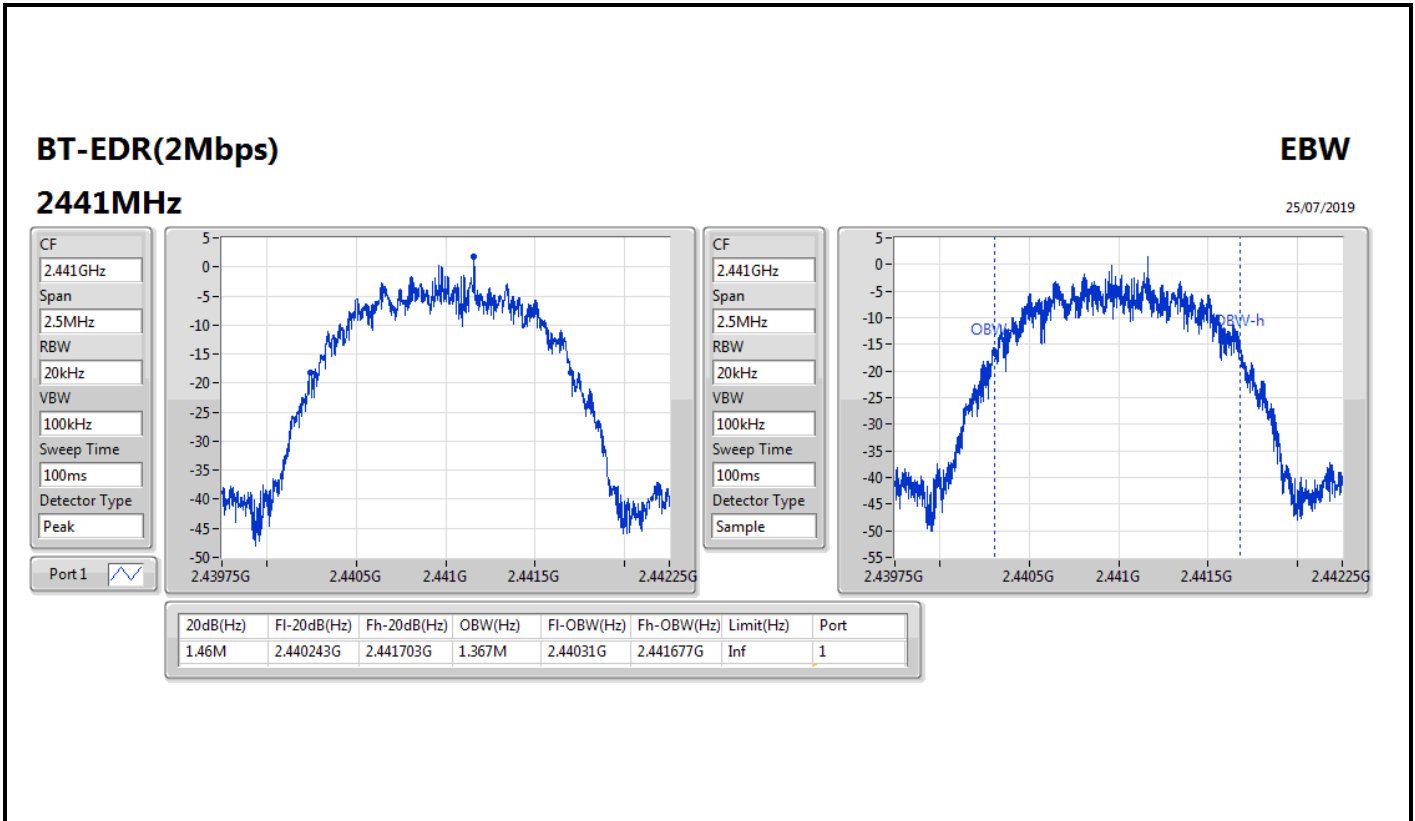 BT-EDR(2Mbps)
EBW
2441MHz
25/07/2019
CF
2.441GHz
Span
2.5MHz
RBW
20kHz
VBW
100kHz
Sweep Time
100ms
Detector Type
Peak
Port 1
5
0
-5
-10
-15
-20
-25
-30
-35
-40
-45
-50
2.43975G 2.4405G 2.441G 2.4415G 2.44225G
CF
2.441GHz
Span
2.5MHz
RBW
20kHz
VBW
100kHz
Sweep Time
100ms
Detector Type
Sample
5
0
-5
-10
-15
-20
-25
-30
-35
-40
-45
-50
-55
OBW
OBW-h
2.43975G 2.4405G 2.441G 2.4415G 2.44225G
20dB(Hz) Fl-20dB(Hz) Fh-20dB(Hz) OBW(Hz) Fl-OBW(Hz) Fh-OBW(Hz) Limit(Hz) Port
1.46M 2.440243G 2.441703G 1.367M 2.44031G 2.441677G Inf 1